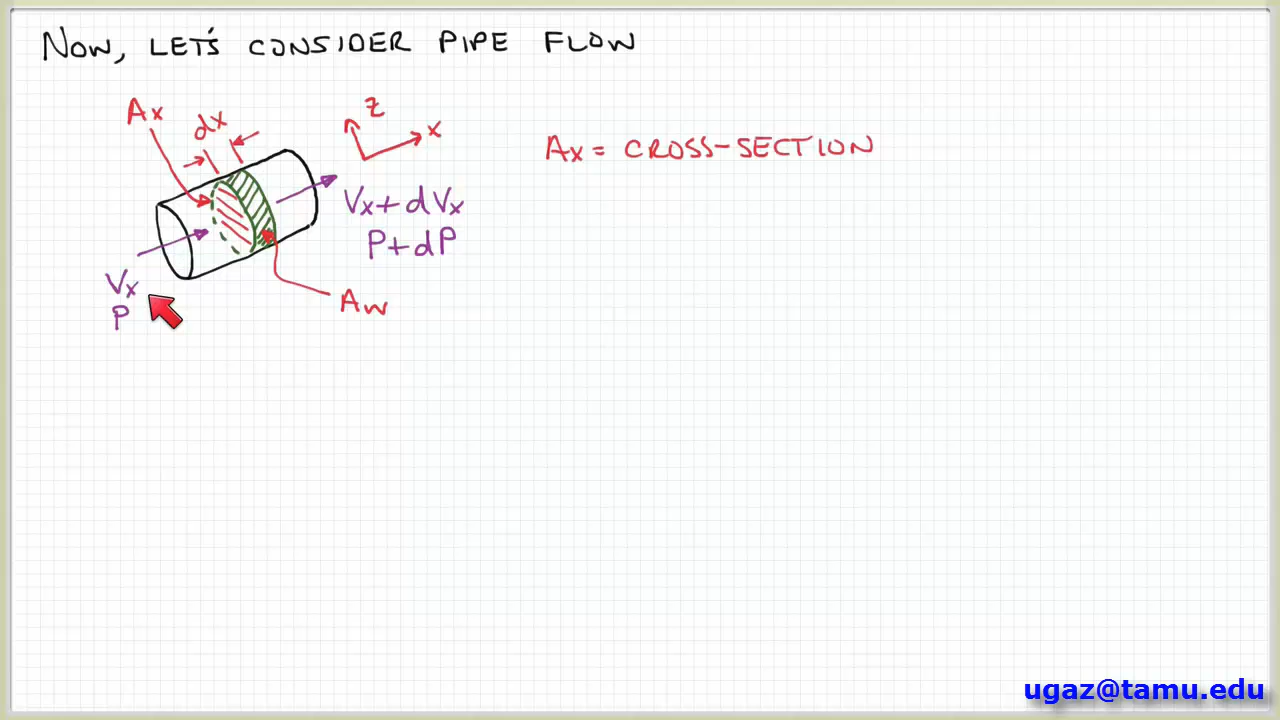 NOW, LET'S CONSIDER PIPE FLOW
Ax
dx
z
x
Ax = CROSS-SECTION
Vx + dVx
P + dP
Vx
P
Aw
ugaz@tamu.edu